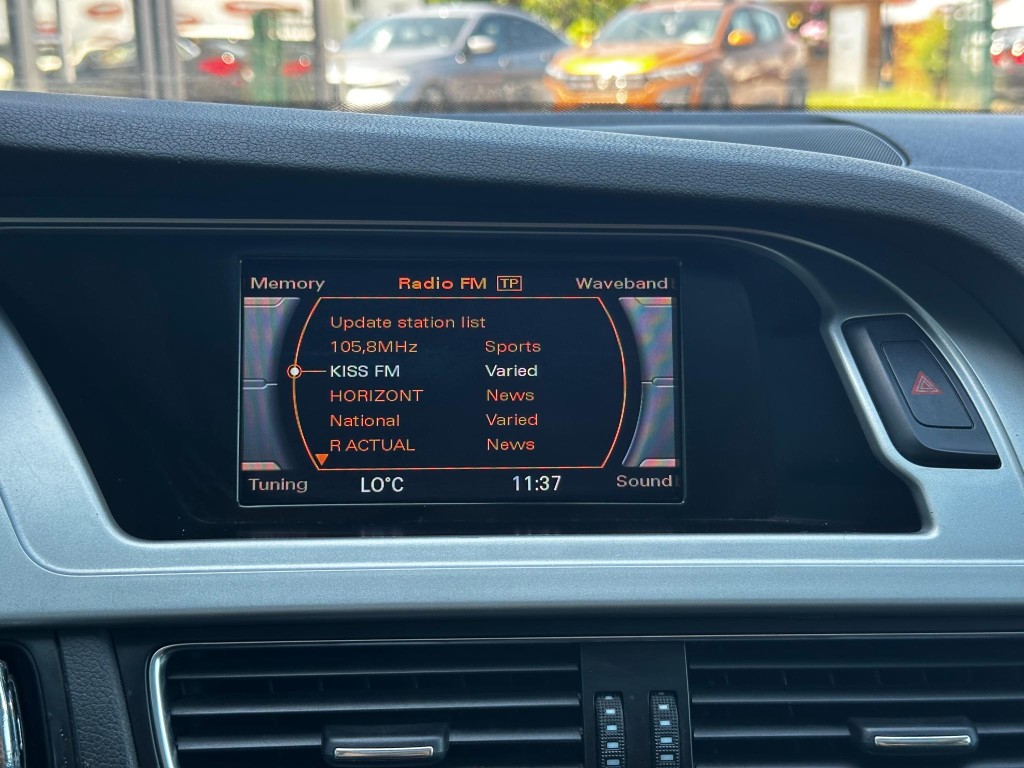 Memory Radio FM TP Waveband
Update station list
105,8MHz Sports
KISS FM Varied
HORIZONT News
National Varied
R ACTUAL News
Tuning LO°C 11:37 Sound